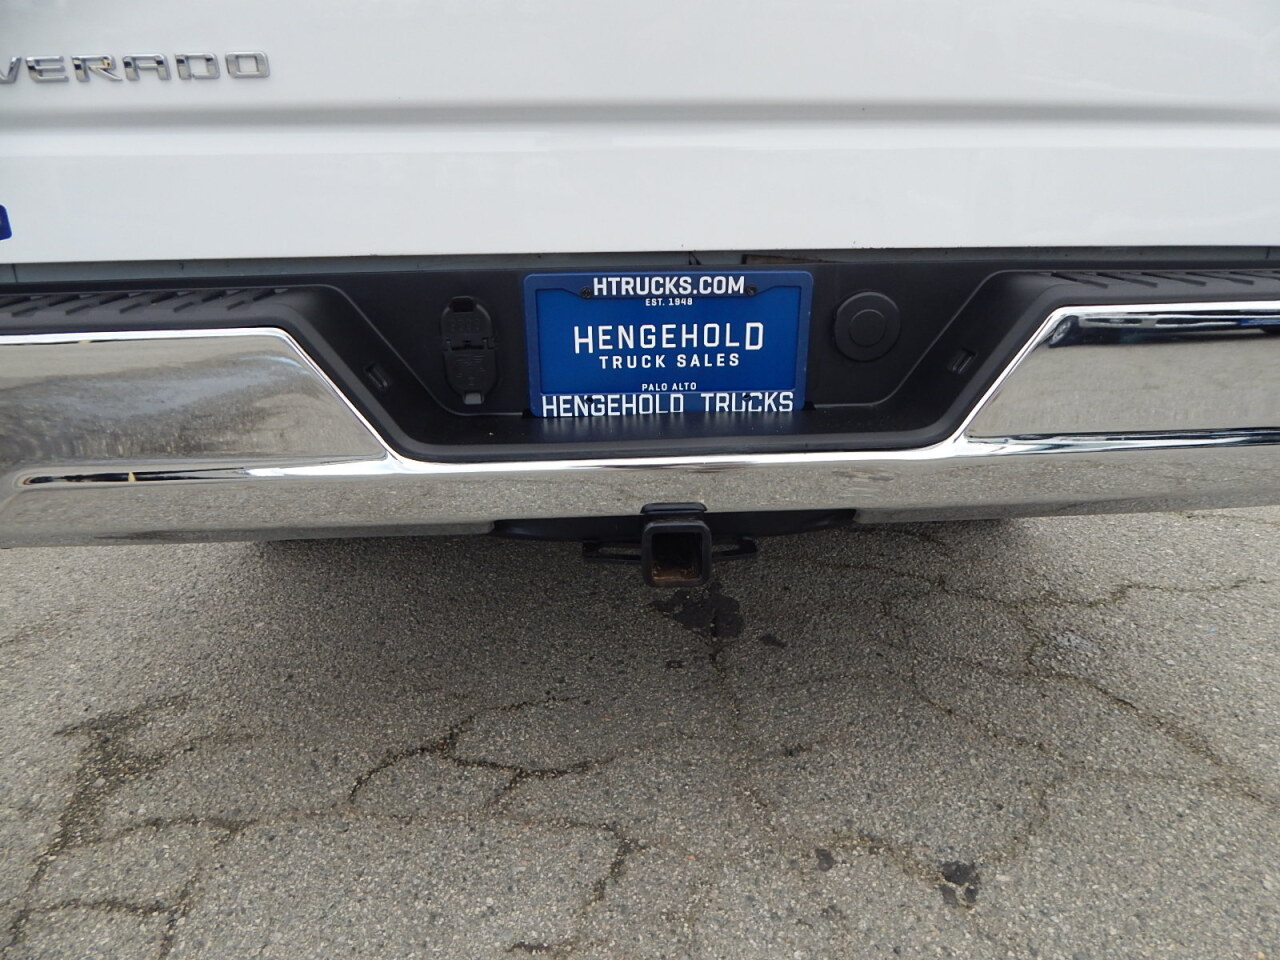 VERADO
HTRUCKS.COM
EST. 1948
HENGEHOLD
TRUCK SALES
PALO ALTO
HENGEHOLD TRUCKS